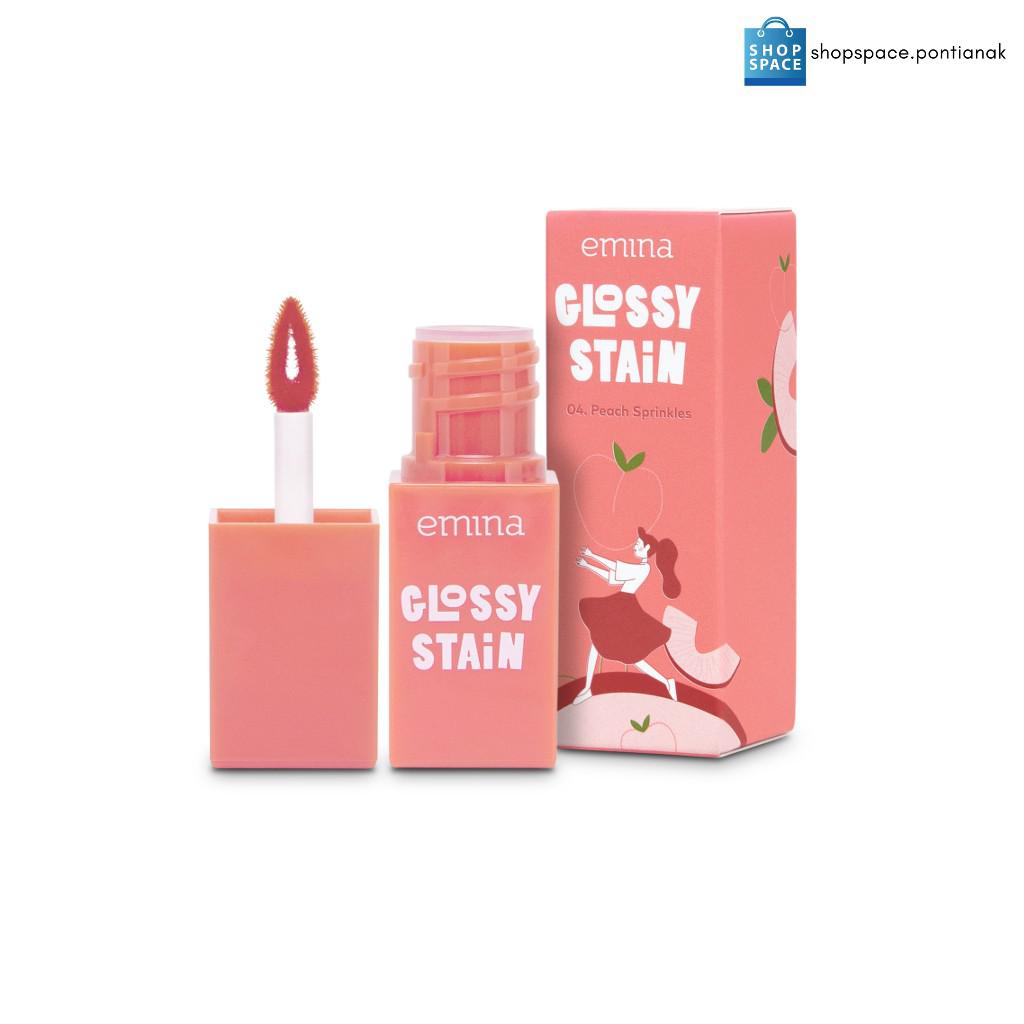 SHOP
SPACE
shopspace.pontianak
emina
GLOSSY
STAiN
04. Peach Sprinkles
emina
GLOSSY
STAiN